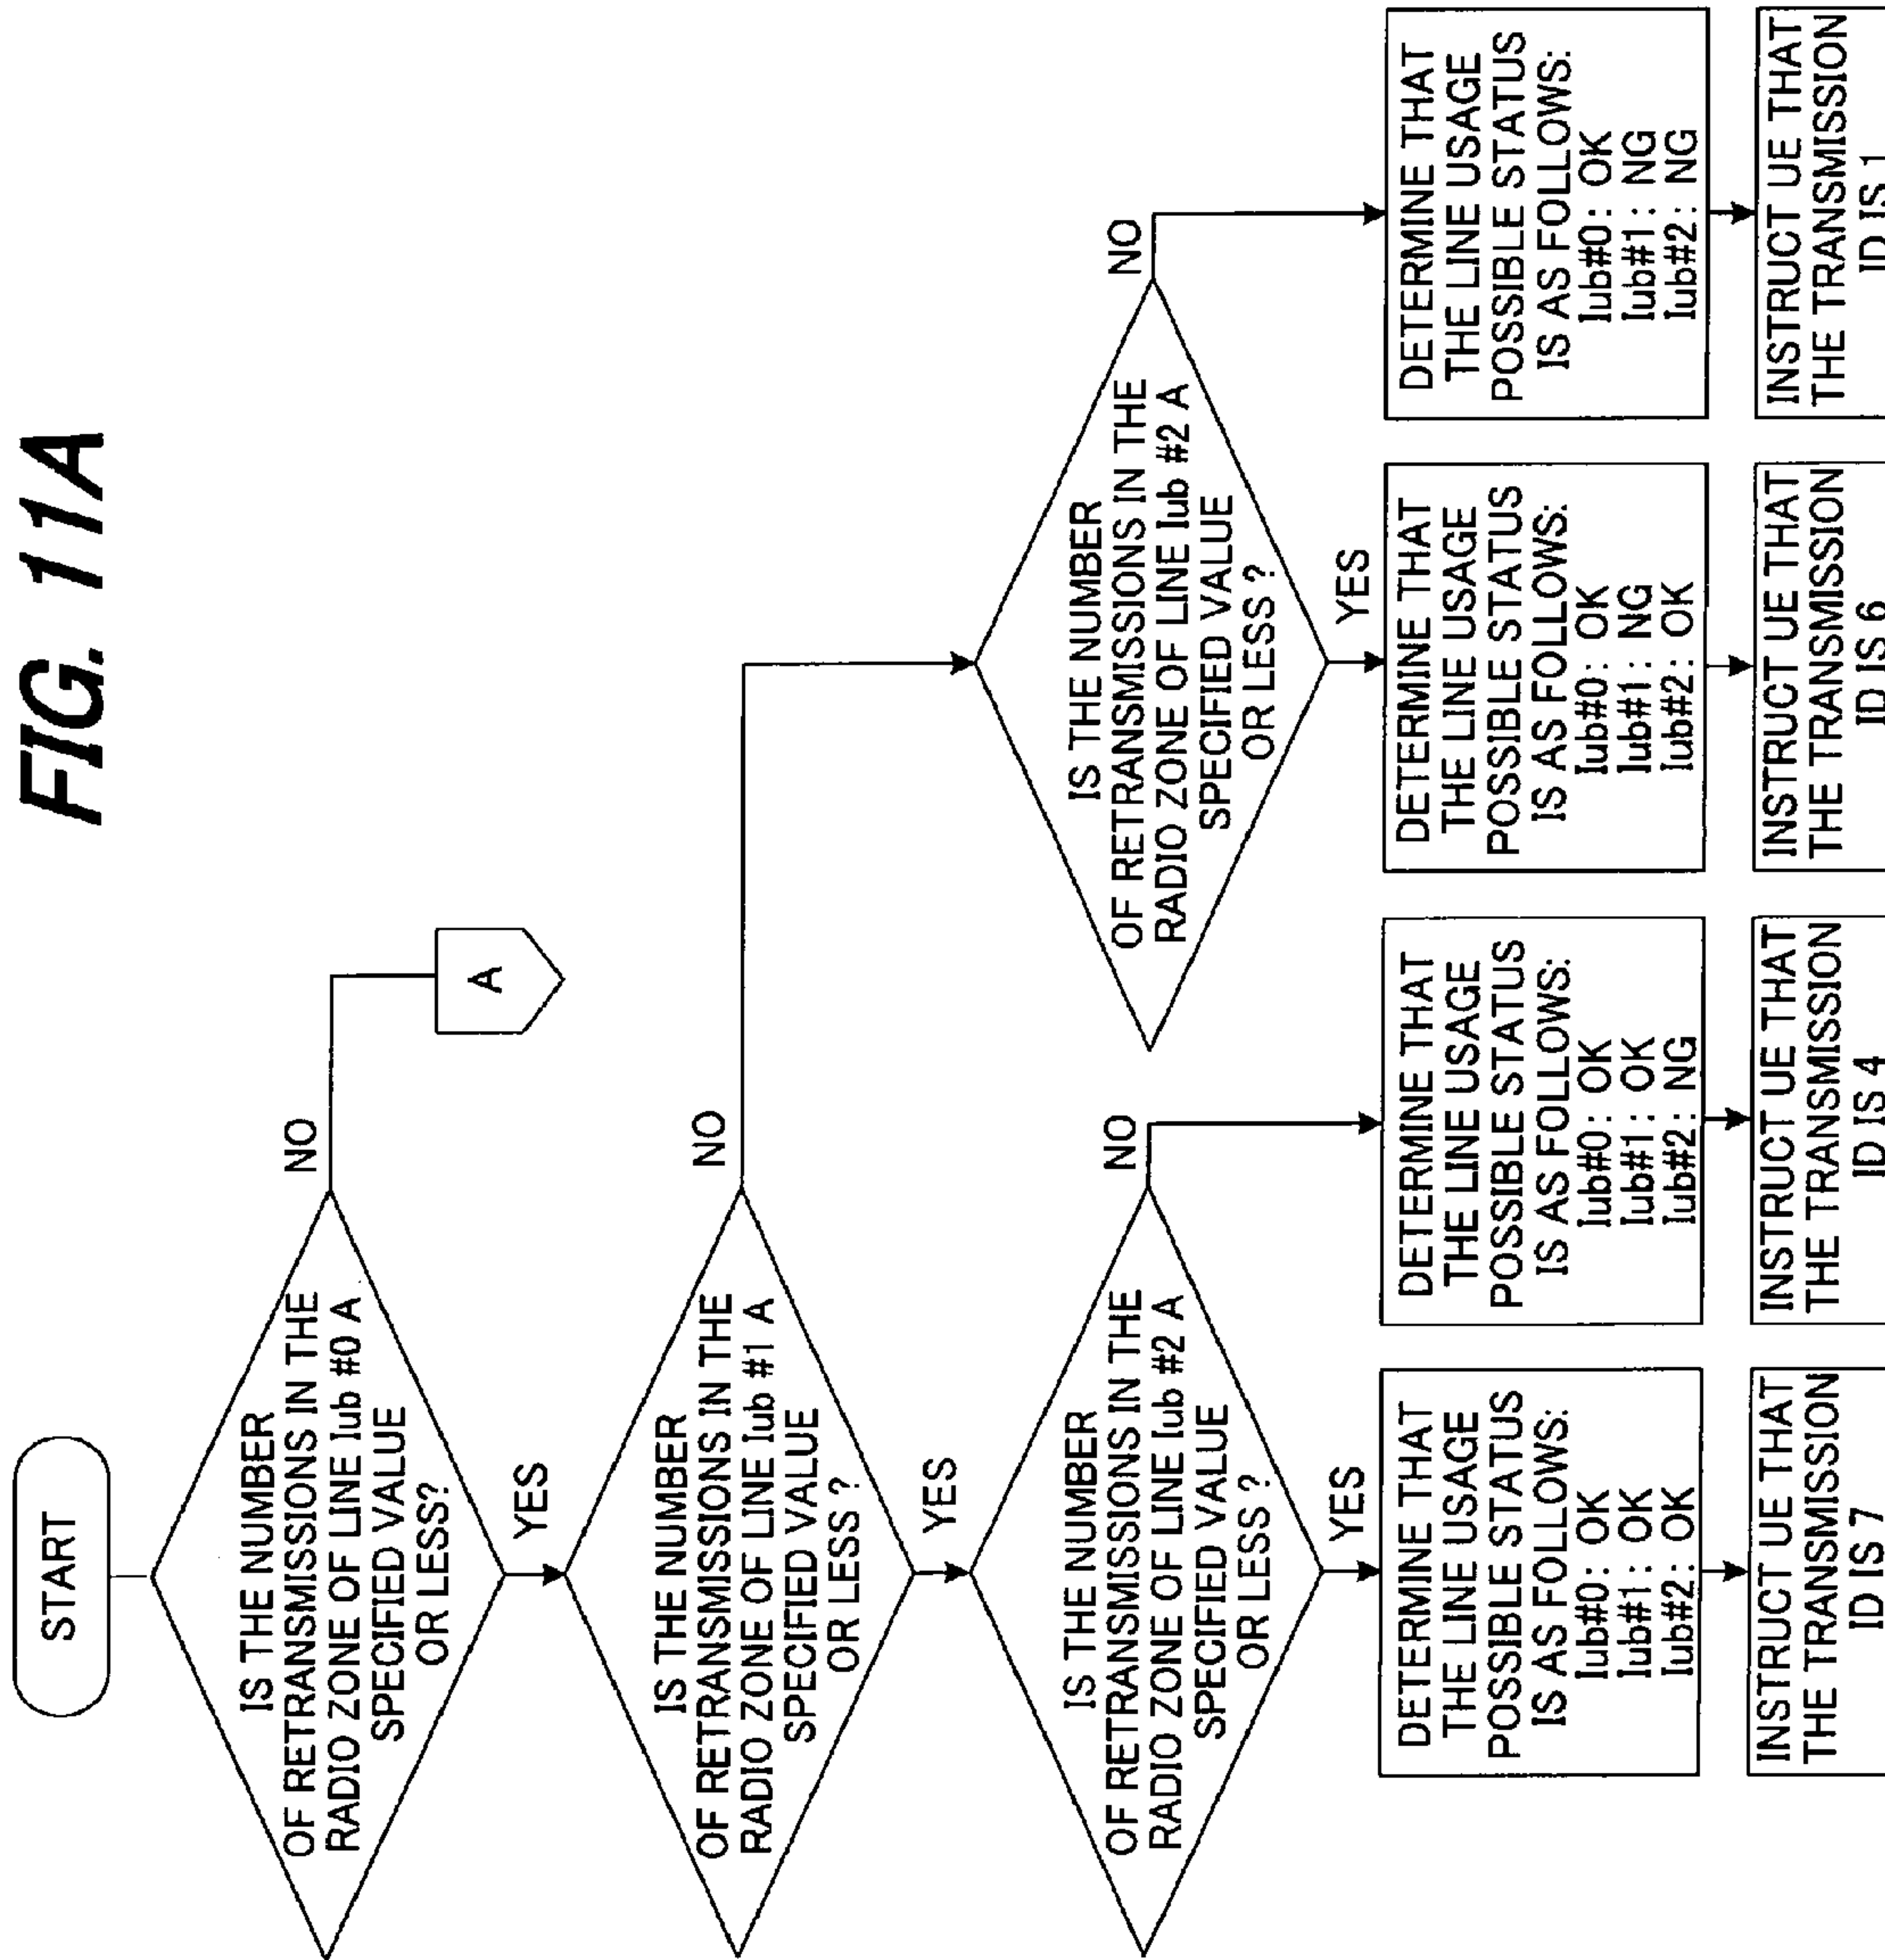 FIG. 11A
START
IS THE NUMBER
OF RETRANSMISSIONS IN THE
RADIO ZONE OF LINE Iub #0 A
SPECIFIED VALUE
OR LESS?
NO
A
YES
IS THE NUMBER
OF RETRANSMISSIONS IN THE
RADIO ZONE OF LINE Iub #1 A
SPECIFIED VALUE
OR LESS ?
NO
YES
IS THE NUMBER
OF RETRANSMISSIONS IN THE
RADIO ZONE OF LINE Iub #2 A
SPECIFIED VALUE
OR LESS ?
NO
YES
IS THE NUMBER
OF RETRANSMISSIONS IN THE
RADIO ZONE OF LINE Iub #2 A
SPECIFIED VALUE
OR LESS ?
NO
YES
DETERMINE THAT
THE LINE USAGE
POSSIBLE STATUS
IS AS FOLLOWS:
Iub#0: OK
Iub#1: OK
Iub#2: OK
DETERMINE THAT
THE LINE USAGE
POSSIBLE STATUS
IS AS FOLLOWS:
Iub#0: OK
Iub#1: OK
Iub#2: NG
DETERMINE THAT
THE LINE USAGE
POSSIBLE STATUS
IS AS FOLLOWS:
Iub#0: OK
Iub#1: NG
Iub#2: OK
DETERMINE THAT
THE LINE USAGE
POSSIBLE STATUS
IS AS FOLLOWS:
Iub#0: OK
Iub#1: NG
Iub#2: NG
INSTRUCT UE THAT
THE TRANSMISSION
ID IS 7
INSTRUCT UE THAT
THE TRANSMISSION
ID IS 4
INSTRUCT UE THAT
THE TRANSMISSION
ID IS 6
INSTRUCT UE THAT
THE TRANSMISSION
ID IS 1